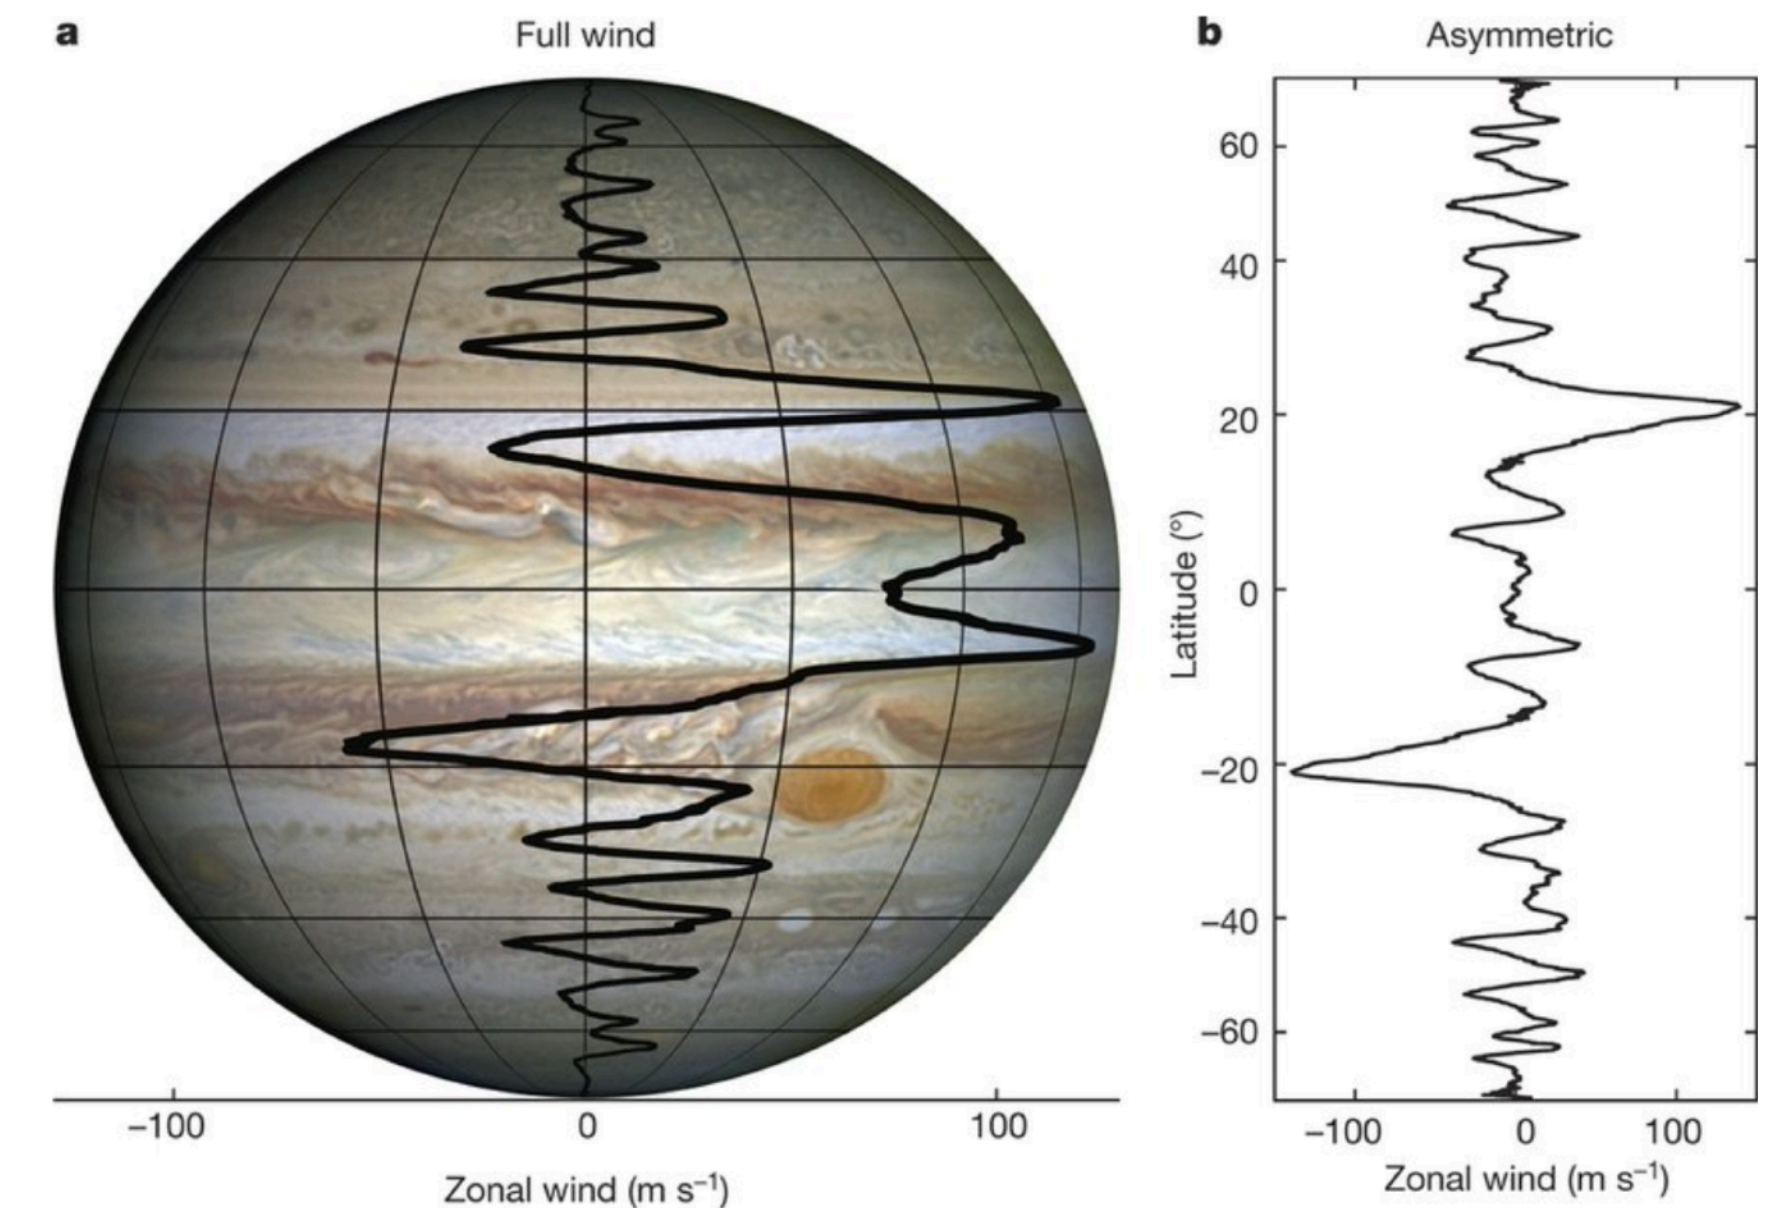 a
Full wind
–100
0
100
Zonal wind (m s⁻¹)
b
Asymmetric
60
40
20
0
–20
–40
–60
Latitude (°)
–100
0
100
Zonal wind (m s⁻¹)